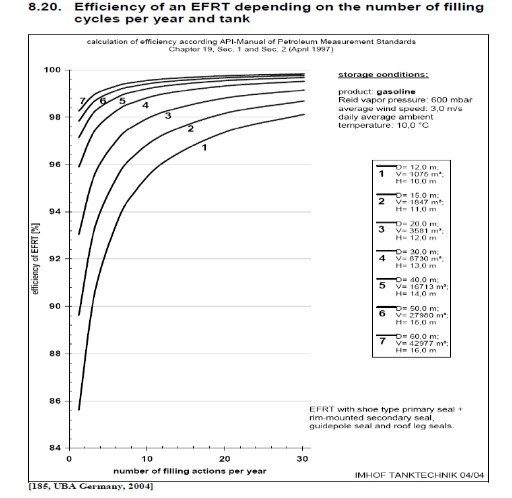 8.20. Efficiency of an EFRT depending on the number of filling
cycles per year and tank
calculation of efficiency according API-Manual of Petroleum Measurement Standards
Chapter 19, Sec. 1 and Sec. 2 (April 1997)
100
98
96
94
92
90
88
86
84
efficiency of EFRT [%]
7
6
5
4
3
2
1
0
10
20
30
number of filling actions per year
storage conditions:
product: gasoline
Reid vapor pressure: 600 mbar
average wind speed: 3,0 m/s
daily average ambient
temperature: 10,0 °C
1
D= 12,0 m;
V= 1075 m³;
H= 10,0 m
2
D= 15,0 m;
V= 1847 m³;
H= 11,0 m
3
D= 20,0 m;
V= 3581 m³;
H= 12,0 m
4
D= 30,0 m;
V= 8730 m³;
H= 13,0 m
5
D= 40,0 m;
V= 16713 m³;
H= 14,0 m
6
D= 50,0 m;
V= 27980 m³;
H= 15,0 m
7
D= 60,0 m;
V= 42977 m³;
H= 16,0 m
EFRT with shoe type primary seal +
rim-mounted secondary seal,
guidepole seal and roof leg seals.
IMHOF TANKTECHNIK 04/04
[185, UBA Germany, 2004]